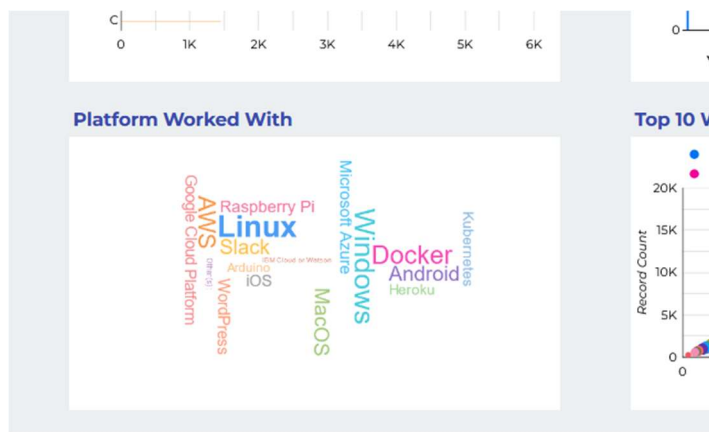 C
0 1K 2K 3K 4K 5K 6K
0
Platform Worked With
Top 10
Google Cloud Platform
AWS
Raspberry Pi
Linux
Slack
IBM Cloud or Watson
Other(s)
Arduino
iOS
WordPress
MacOS
Microsoft Azure
Windows
Docker
Android
Heroku
Kubernetes
Record Count
20K
15K
10K
5K
0
0